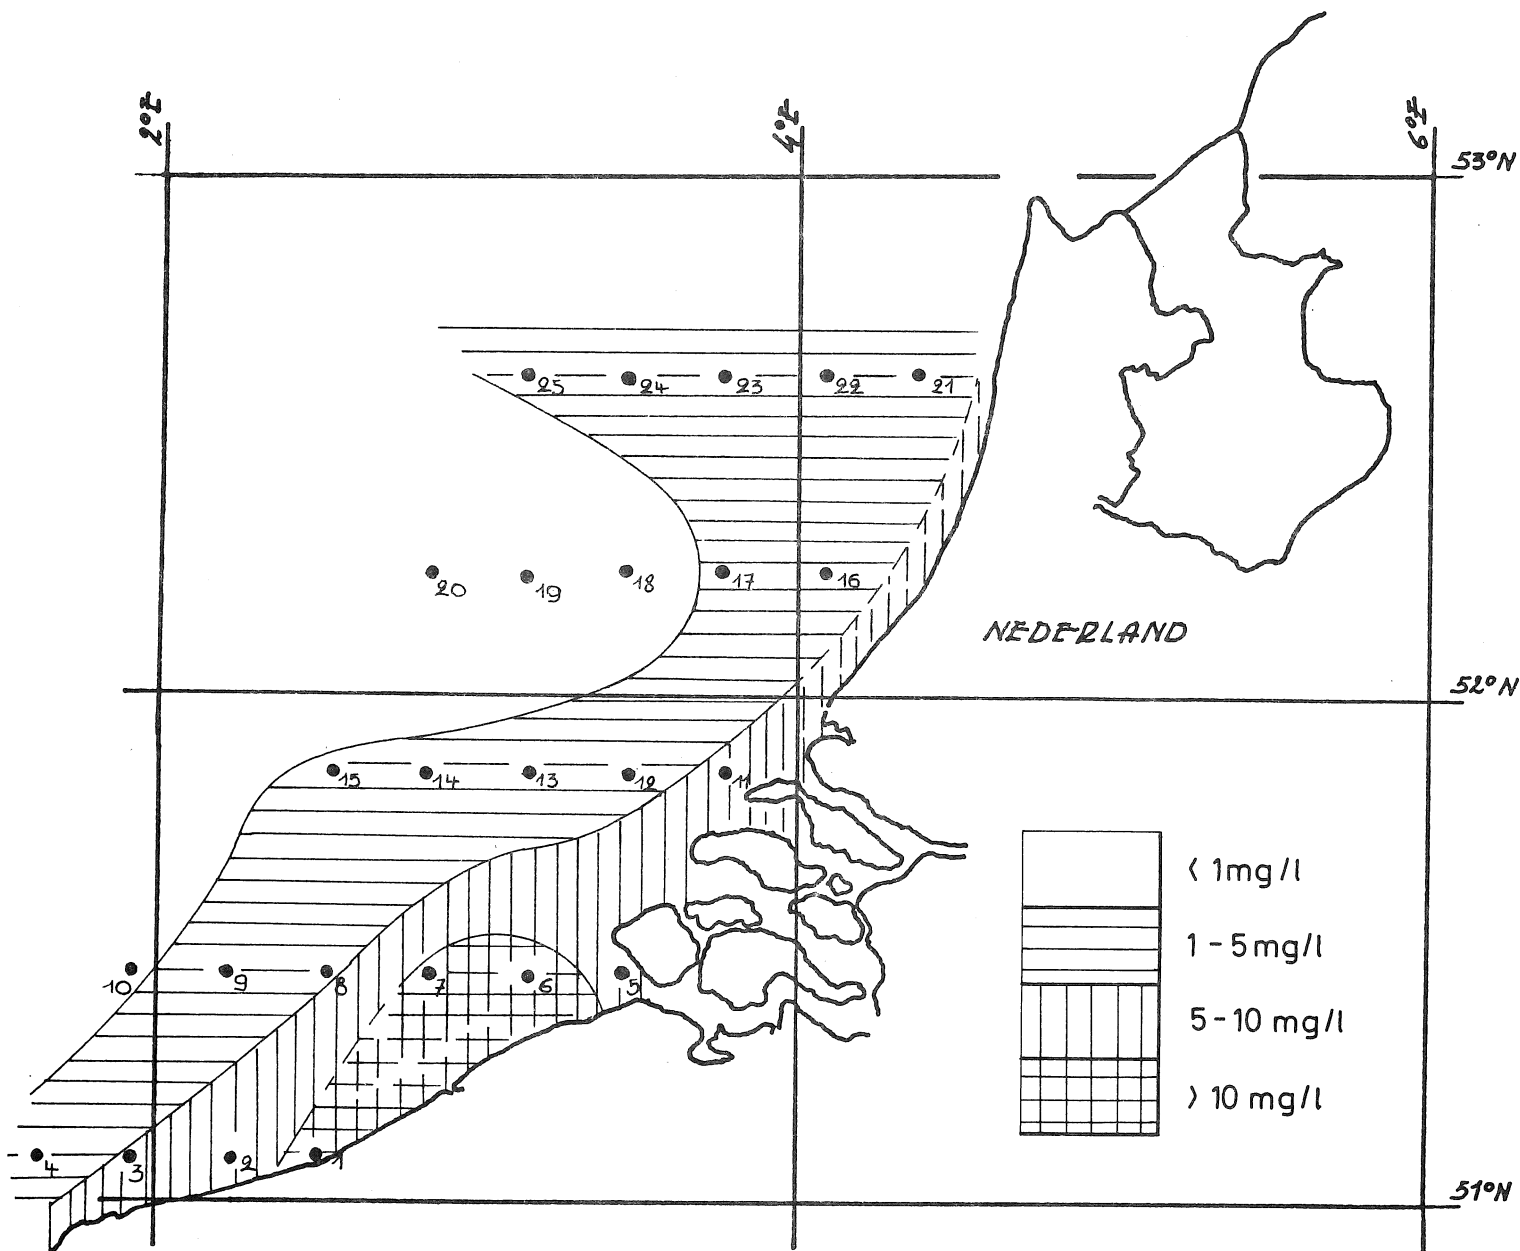 2°E
4°E
6°E
53°N
25 24 23 22 21
20 19 18 17 16
NEDERLAND
52°N
15 14 13 12 11
< 1mg/l
1-5mg/l
5-10 mg/l
> 10 mg/l
10 9 8 7 6 5
4 3 2 1
51°N